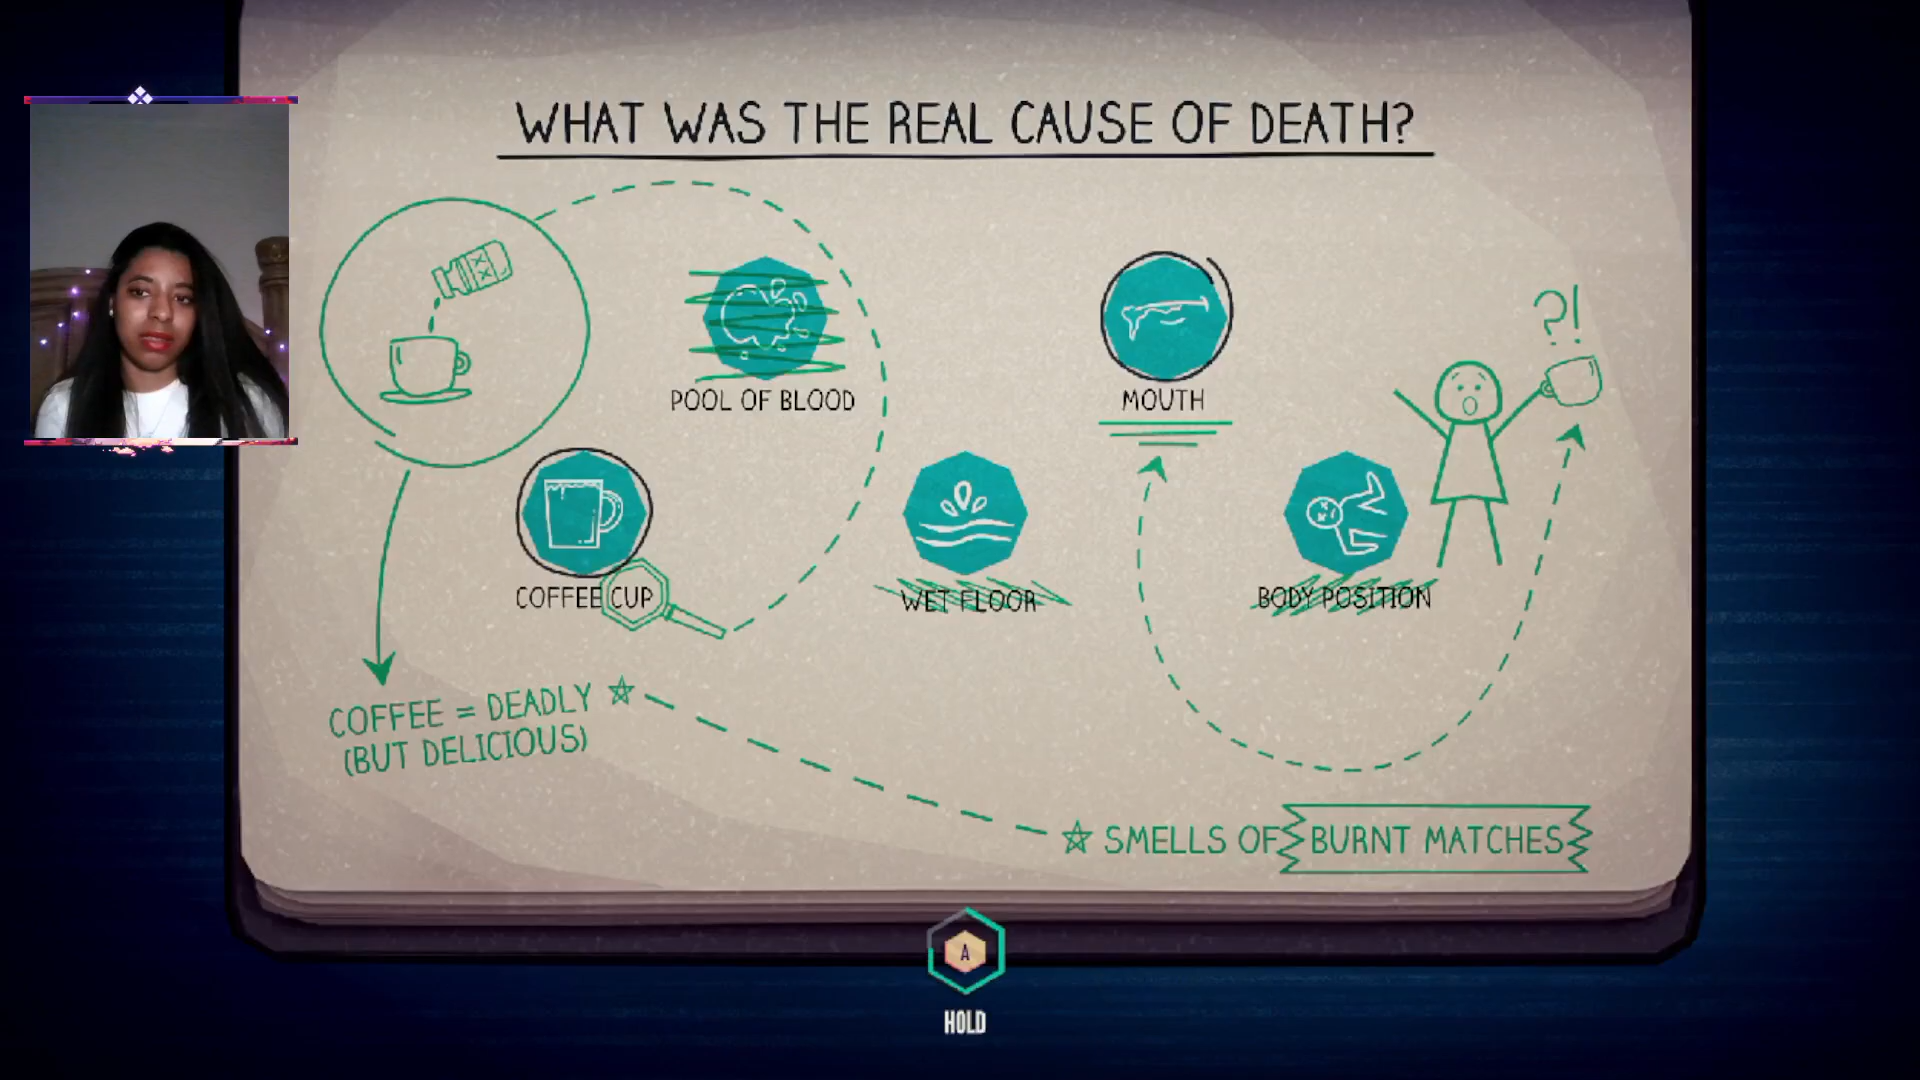 WHAT WAS THE REAL CAUSE OF DEATH?
POOL OF BLOOD
MOUTH
?!
COFFEE CUP
WET FLOOR
BODY POSITION
COFFEE = DEADLY
(BUT DELICIOUS)
SMELLS OF BURNT MATCHES
A
HOLD